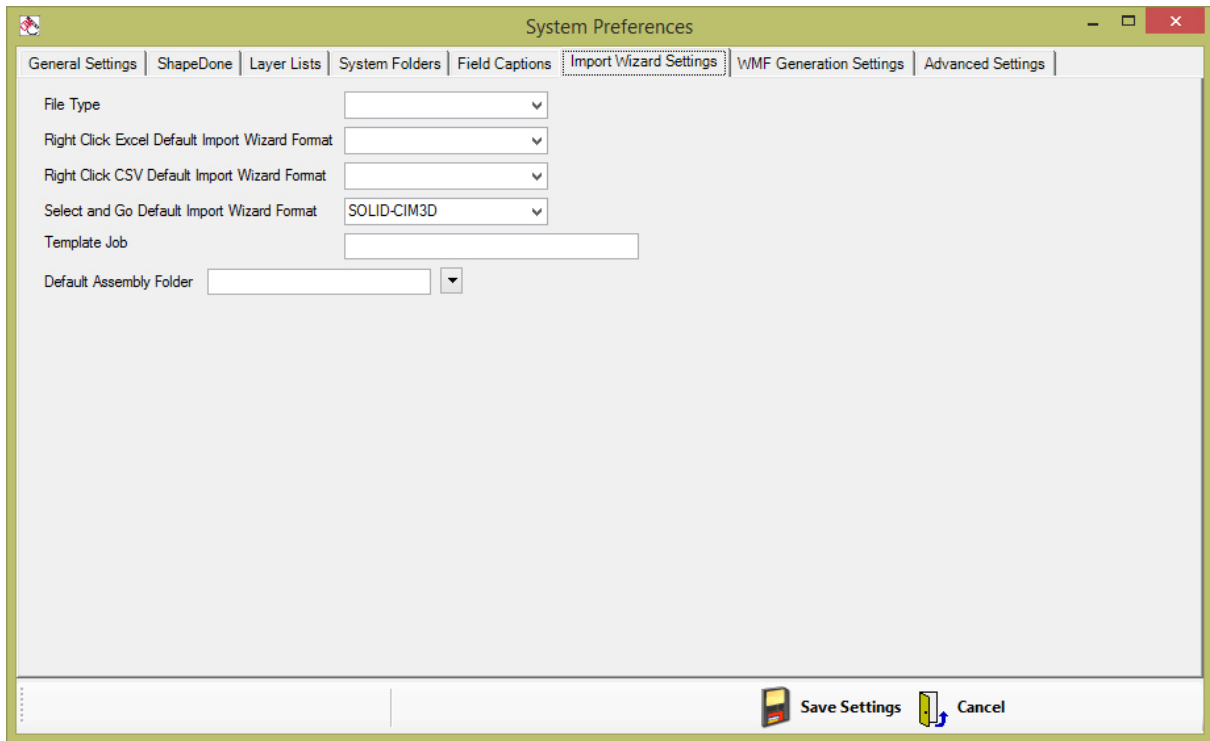 System Preferences
General Settings ShapeDone Layer Lists System Folders Field Captions Import Wizard Settings WMF Generation Settings Advanced Settings
File Type
Right Click Excel Default Import Wizard Format
Right Click CSV Default Import Wizard Format
Select and Go Default Import Wizard Format SOLID-CIM3D
Template Job
Default Assembly Folder
Save Settings Cancel